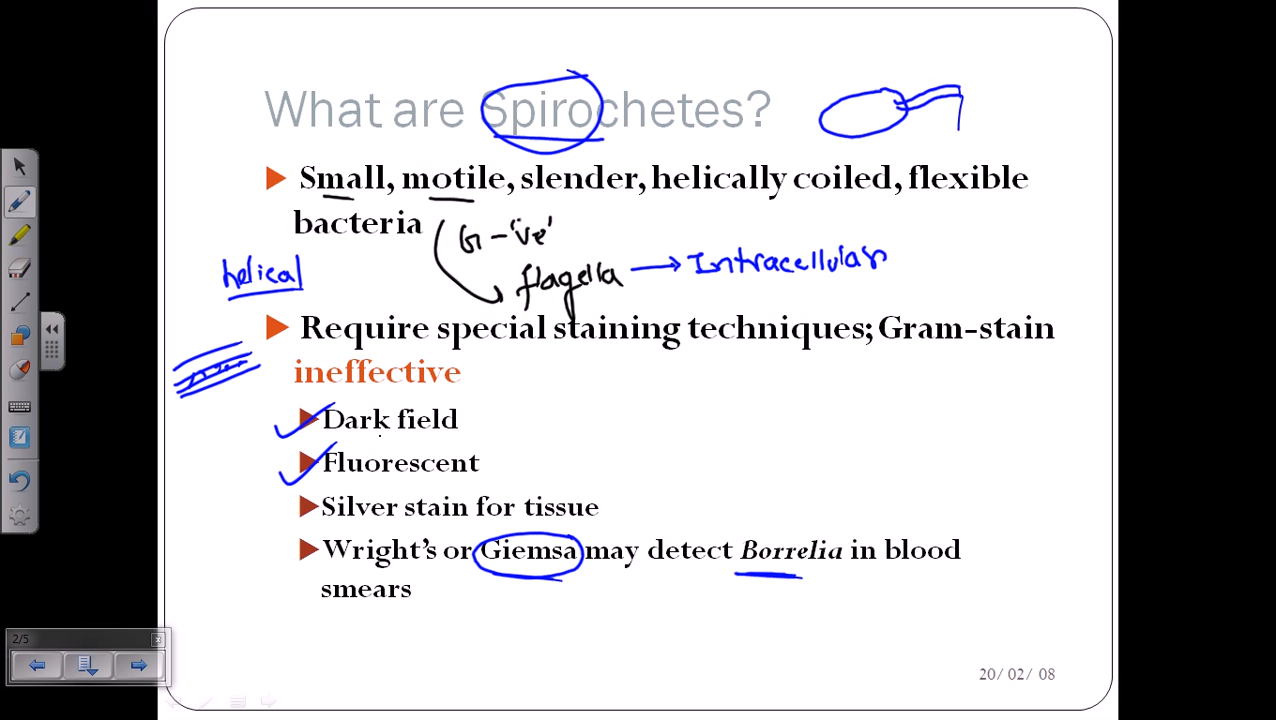 What are Spirochetes?
Small, motile, slender, helically coiled, flexible
bacteria
G -'ve'
flagella → Intracellular
helical
Require special staining techniques; Gram-stain
ineffective
Dark field
Fluorescent
Silver stain for tissue
Wright's or Giemsa may detect Borrelia in blood
smears
2/5
20/ 02/ 08